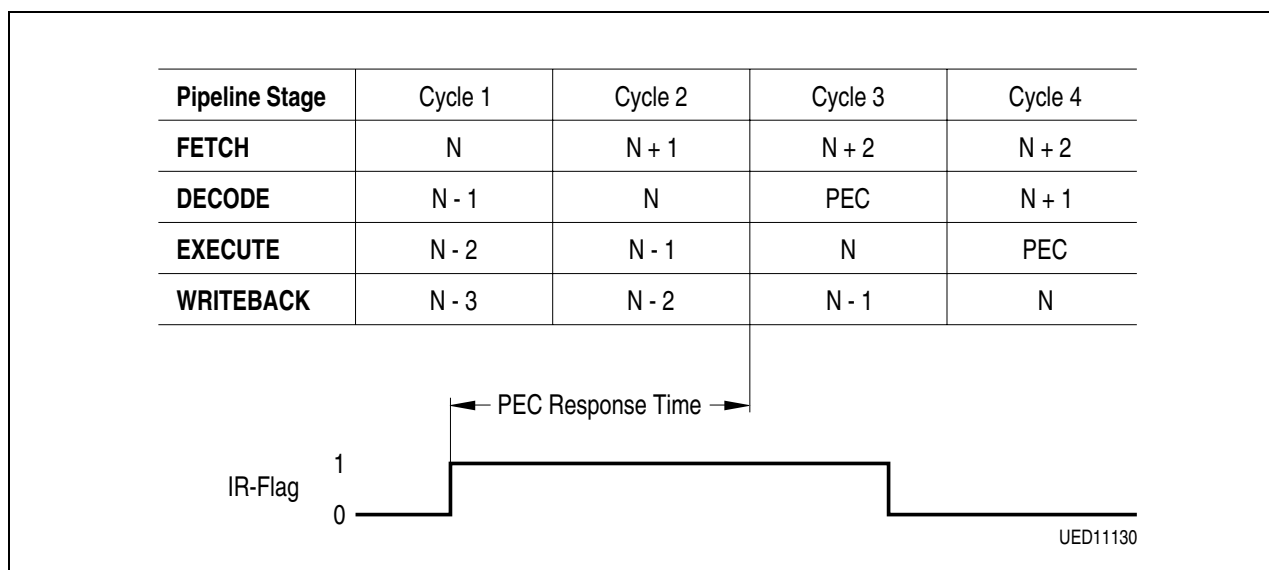 Pipeline Stage Cycle 1 Cycle 2 Cycle 3 Cycle 4
FETCH N N + 1 N + 2 N + 2
DECODE N - 1 N PEC N + 1
EXECUTE N - 2 N - 1 N PEC
WRITEBACK N - 3 N - 2 N - 1 N
PEC Response Time
1
IR-Flag
0
UED11130